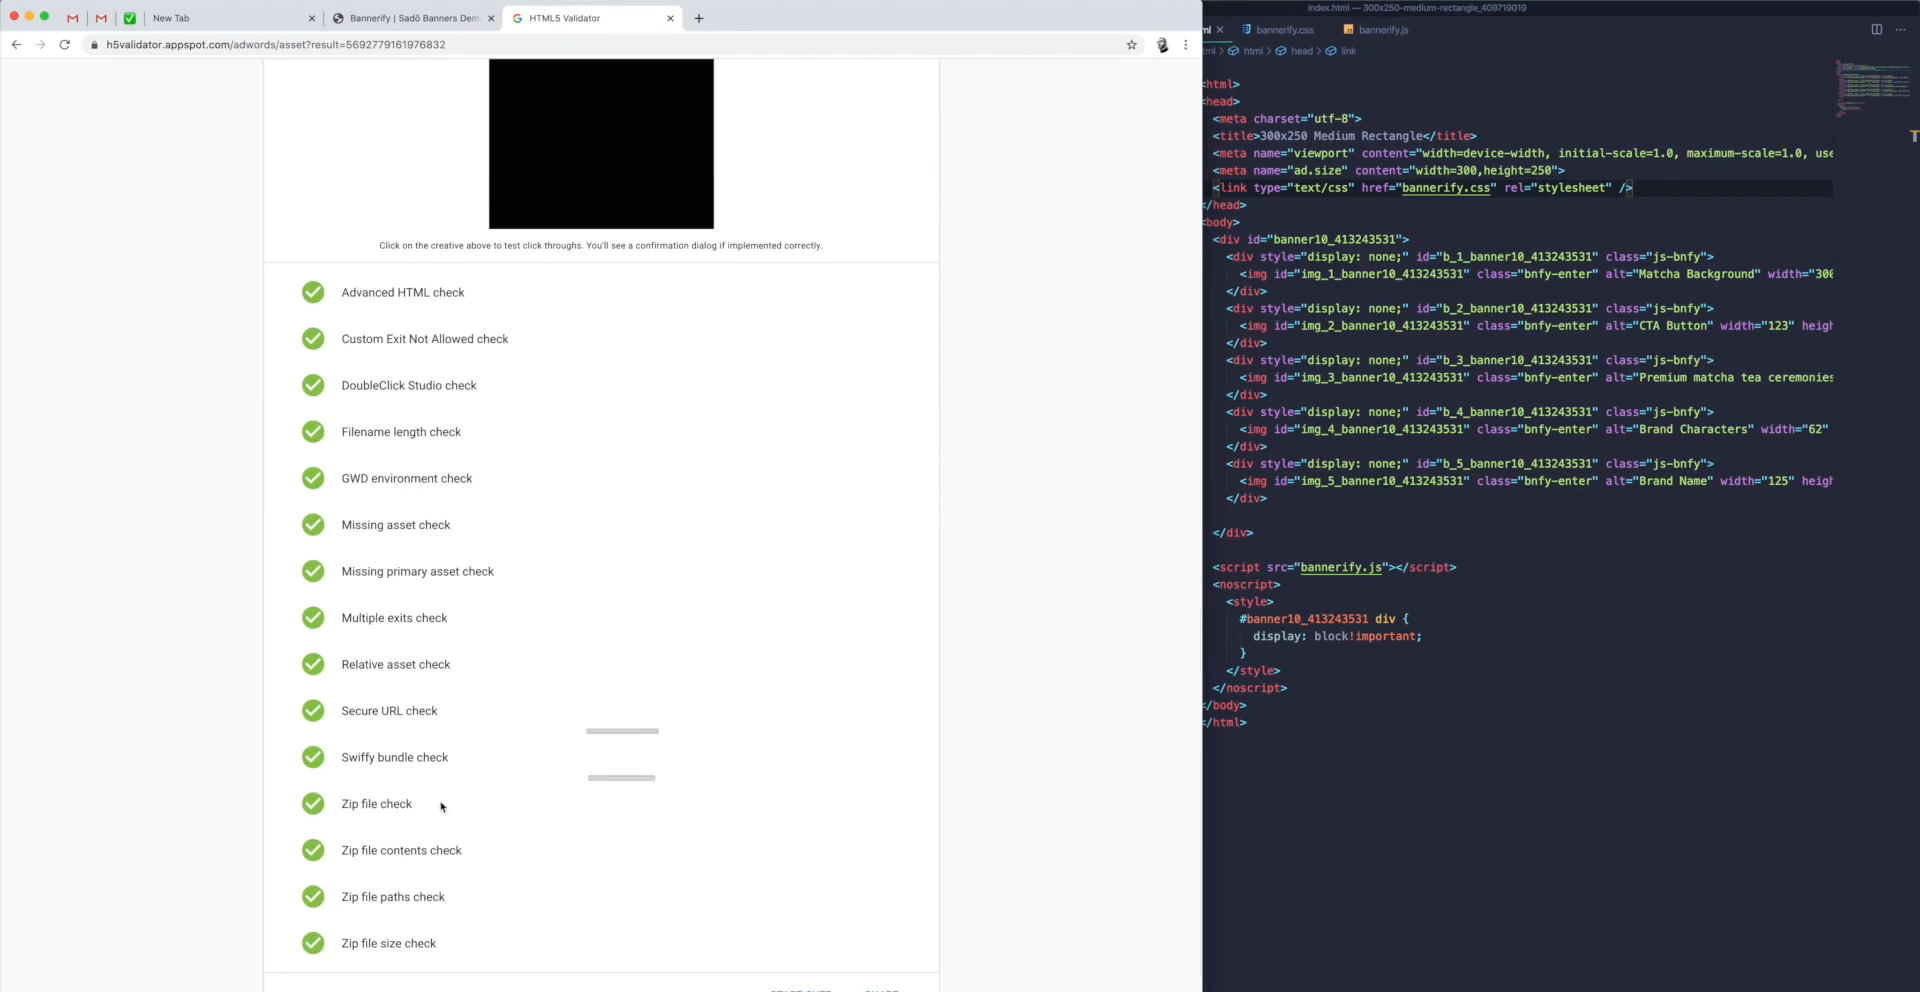 New Tab
Bannerify | Sadō Banners Dem
HTML5 Validator
h5validator.appspot.com/adwords/asset?result=5692779161976832
Click on the creative above to test click throughs. You'll see a confirmation dialog if implemented correctly.
Advanced HTML check
Custom Exit Not Allowed check
DoubleClick Studio check
Filename length check
GWD environment check
Missing asset check
Missing primary asset check
Multiple exits check
Relative asset check
Secure URL check
Swiffy bundle check
Zip file check
Zip file contents check
Zip file paths check
Zip file size check
index.html — 300x250-medium-rectangle_409719019
ml
bannerify.css
bannerify.js
tml > html > head > link
<html>
<head>
<meta charset="utf-8">
<title>300x250 Medium Rectangle</title>
<meta name="viewport" content="width=device-width, initial-scale=1.0, maximum-scale=1.0, use
<meta name="ad.size" content="width=300,height=250">
<link type="text/css" href="bannerify.css" rel="stylesheet" />
</head>
<body>
<div id="banner10_413243531">
<div style="display: none;" id="b_1_banner10_413243531" class="js-bnfy">
<img id="img_1_banner10_413243531" class="bnfy-enter" alt="Matcha Background" width="300
</div>
<div style="display: none;" id="b_2_banner10_413243531" class="js-bnfy">
<img id="img_2_banner10_413243531" class="bnfy-enter" alt="CTA Button" width="123" heigh
</div>
<div style="display: none;" id="b_3_banner10_413243531" class="js-bnfy">
<img id="img_3_banner10_413243531" class="bnfy-enter" alt="Premium matcha tea ceremonies
</div>
<div style="display: none;" id="b_4_banner10_413243531" class="js-bnfy">
<img id="img_4_banner10_413243531" class="bnfy-enter" alt="Brand Characters" width="62"
</div>
<div style="display: none;" id="b_5_banner10_413243531" class="js-bnfy">
<img id="img_5_banner10_413243531" class="bnfy-enter" alt="Brand Name" width="125" heigh
</div>
</div>
<script src="bannerify.js"></script>
<noscript>
<style>
#banner10_413243531 div {
display: block!important;
}
</style>
</noscript>
</body>
</html>